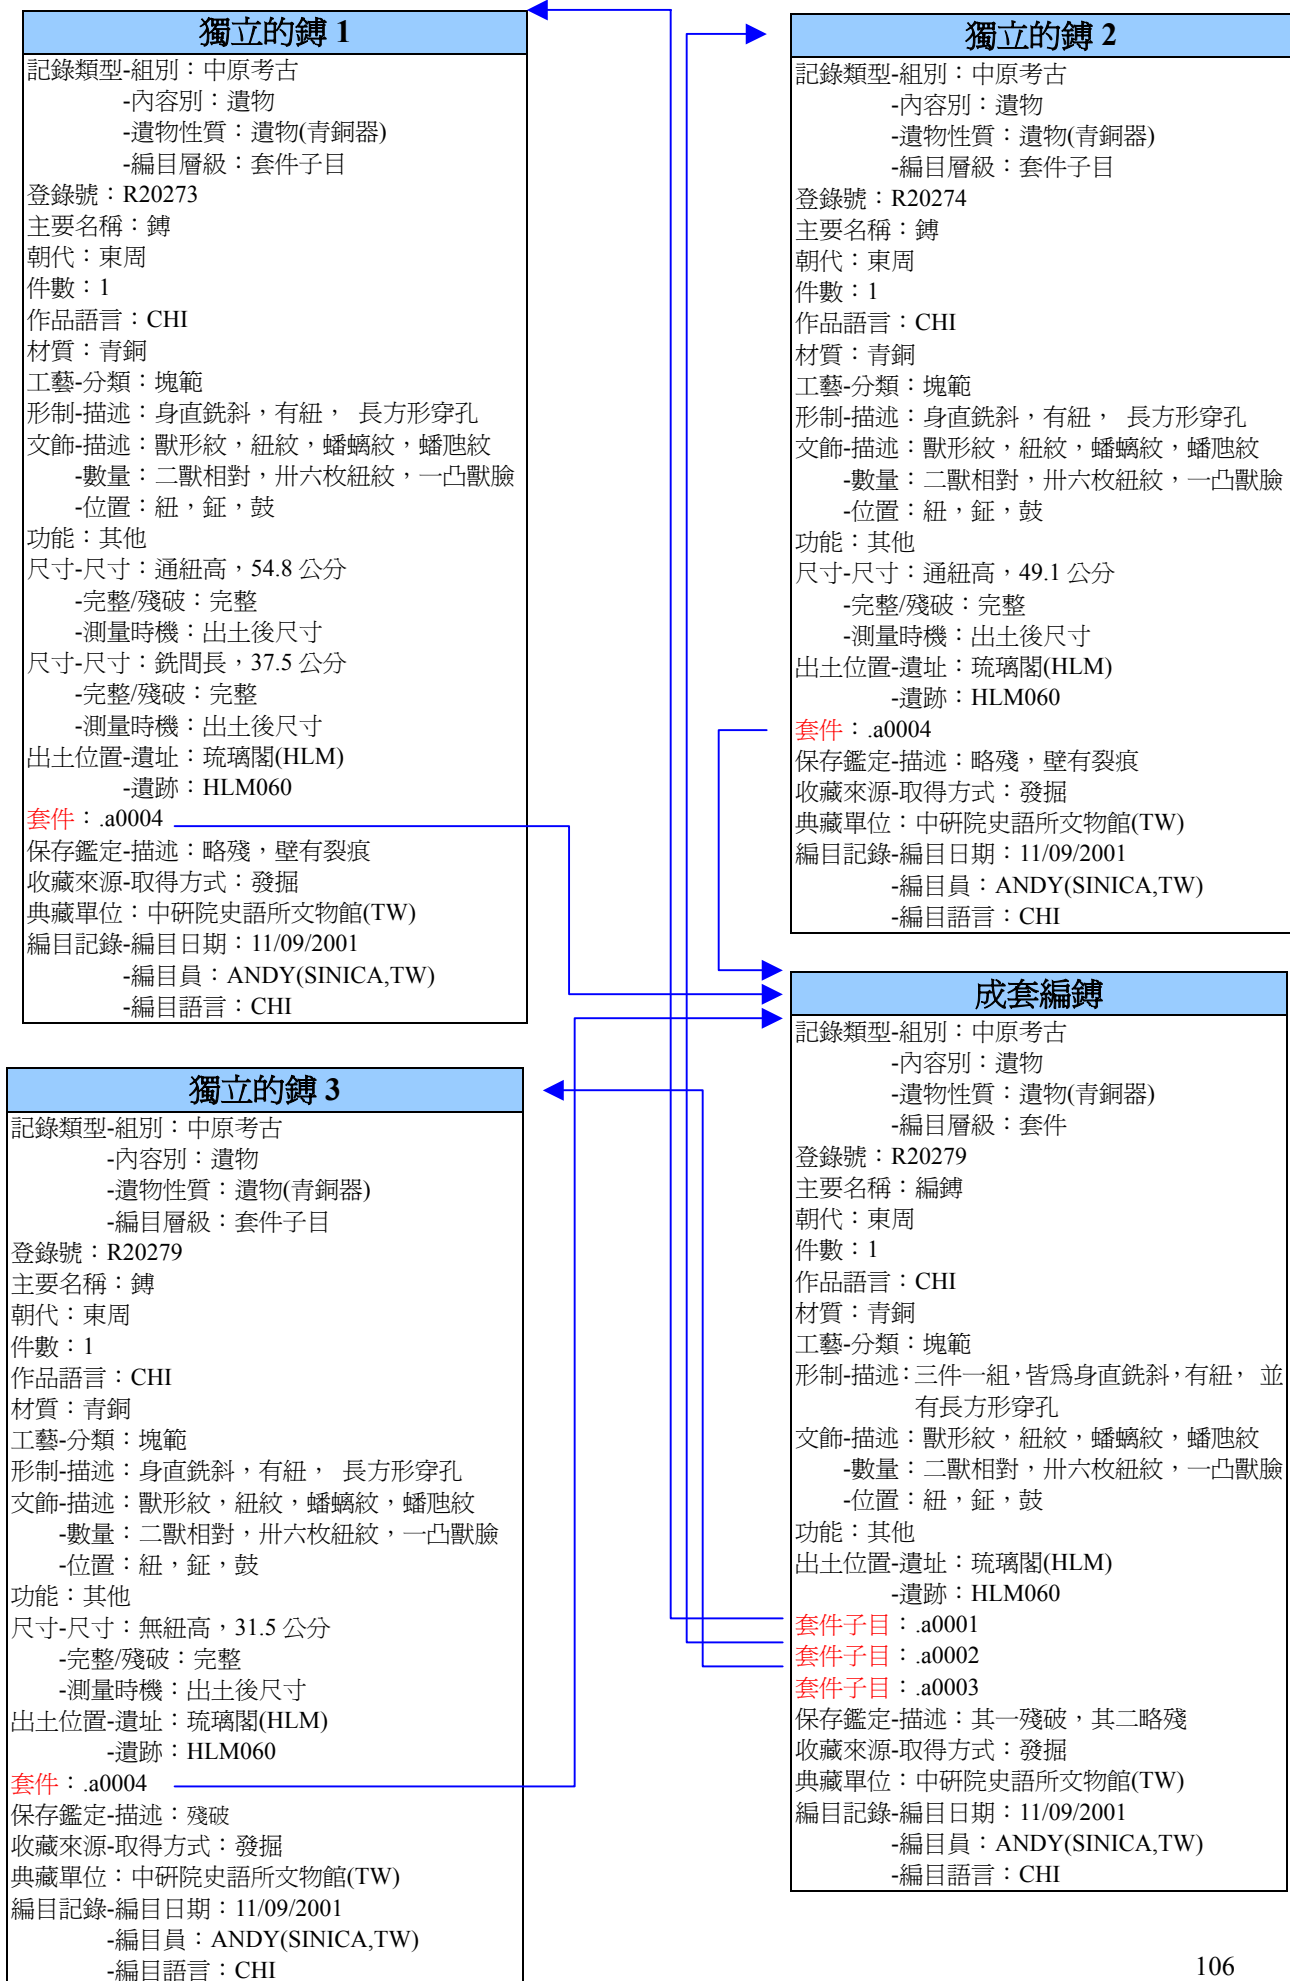 獨立的鎛 1
記錄類型-組別：中原考古
-內容別：遺物
-遺物性質：遺物(青銅器)
-編目層級：套件子目
登錄號：R20273
主要名稱：鎛
朝代：東周
件數：1
作品語言：CHI
材質：青銅
工藝-分類：塊範
形制-描述：身直銑斜，有紐， 長方形穿孔
文飾-描述：獸形紋，紐紋，蟠螭紋，蟠虺紋
-數量：二獸相對，卅六枚紐紋，一凸獸臉
-位置：紐，鉦，鼓
功能：其他
尺寸-尺寸：通紐高，54.8 公分
-完整/殘破：完整
-測量時機：出土後尺寸
尺寸-尺寸：銑間長，37.5 公分
-完整/殘破：完整
-測量時機：出土後尺寸
出土位置-遺址：琉璃閣(HLM)
-遺跡：HLM060
套件：.a0004
保存鑑定-描述：略殘，壁有裂痕
收藏來源-取得方式：發掘
典藏單位：中研院史語所文物館(TW)
編目記錄-編目日期：11/09/2001
-編目員：ANDY(SINICA,TW)
-編目語言：CHI
獨立的鎛 2
記錄類型-組別：中原考古
-內容別：遺物
-遺物性質：遺物(青銅器)
-編目層級：套件子目
登錄號：R20274
主要名稱：鎛
朝代：東周
件數：1
作品語言：CHI
材質：青銅
工藝-分類：塊範
形制-描述：身直銑斜，有紐， 長方形穿孔
文飾-描述：獸形紋，紐紋，蟠螭紋，蟠虺紋
-數量：二獸相對，卅六枚紐紋，一凸獸臉
-位置：紐，鉦，鼓
功能：其他
尺寸-尺寸：通紐高，49.1 公分
-完整/殘破：完整
-測量時機：出土後尺寸
出土位置-遺址：琉璃閣(HLM)
-遺跡：HLM060
套件：.a0004
保存鑑定-描述：略殘，壁有裂痕
收藏來源-取得方式：發掘
典藏單位：中研院史語所文物館(TW)
編目記錄-編目日期：11/09/2001
-編目員：ANDY(SINICA,TW)
-編目語言：CHI
獨立的鎛 3
記錄類型-組別：中原考古
-內容別：遺物
-遺物性質：遺物(青銅器)
-編目層級：套件子目
登錄號：R20279
主要名稱：鎛
朝代：東周
件數：1
作品語言：CHI
材質：青銅
工藝-分類：塊範
形制-描述：身直銑斜，有紐， 長方形穿孔
文飾-描述：獸形紋，紐紋，蟠螭紋，蟠虺紋
-數量：二獸相對，卅六枚紐紋，一凸獸臉
-位置：紐，鉦，鼓
功能：其他
尺寸-尺寸：無紐高，31.5 公分
-完整/殘破：完整
-測量時機：出土後尺寸
出土位置-遺址：琉璃閣(HLM)
-遺跡：HLM060
套件：.a0004
保存鑑定-描述：殘破
收藏來源-取得方式：發掘
典藏單位：中研院史語所文物館(TW)
編目記錄-編目日期：11/09/2001
-編目員：ANDY(SINICA,TW)
-編目語言：CHI
成套編鎛
記錄類型-組別：中原考古
-內容別：遺物
-遺物性質：遺物(青銅器)
-編目層級：套件
登錄號：R20279
主要名稱：編鎛
朝代：東周
件數：1
作品語言：CHI
材質：青銅
工藝-分類：塊範
形制-描述：三件一組，皆為身直銑斜，有紐， 並
有長方形穿孔
文飾-描述：獸形紋，紐紋，蟠螭紋，蟠虺紋
-數量：二獸相對，卅六枚紐紋，一凸獸臉
-位置：紐，鉦，鼓
功能：其他
出土位置-遺址：琉璃閣(HLM)
-遺跡：HLM060
套件子目：.a0001
套件子目：.a0002
套件子目：.a0003
保存鑑定-描述：其一殘破，其二略殘
收藏來源-取得方式：發掘
典藏單位：中研院史語所文物館(TW)
編目記錄-編目日期：11/09/2001
-編目員：ANDY(SINICA,TW)
-編目語言：CHI
106